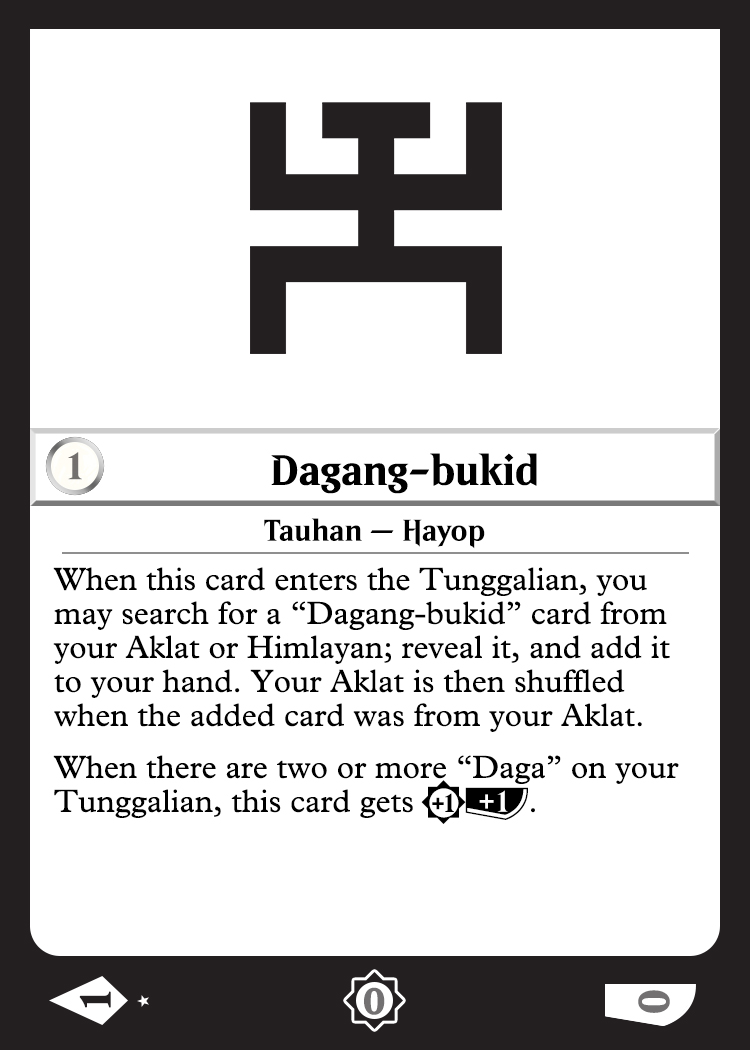 1
Dagang-bukid
Tauhan — Hayop
When this card enters the Tunggalian, you
may search for a “Dagang-bukid” card from
your Aklat or Himlayan; reveal it, and add it
to your hand. Your Aklat is then shuffled
when the added card was from your Aklat.
When there are two or more “Daga” on your
Tunggalian, this card gets +1 +1.
1 0 0